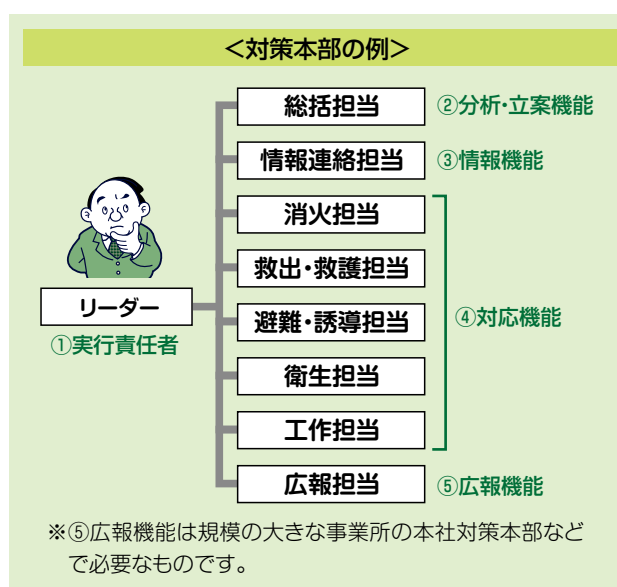 ＜対策本部の例＞
総括担当 ②分析・立案機能
情報連絡担当 ③情報機能
消火担当
救出・救護担当
リーダー
①実行責任者
避難・誘導担当 ④対応機能
衛生担当
工作担当
広報担当 ⑤広報機能
※⑤広報機能は規模の大きな事業所の本社対策本部など
で必要なものです。